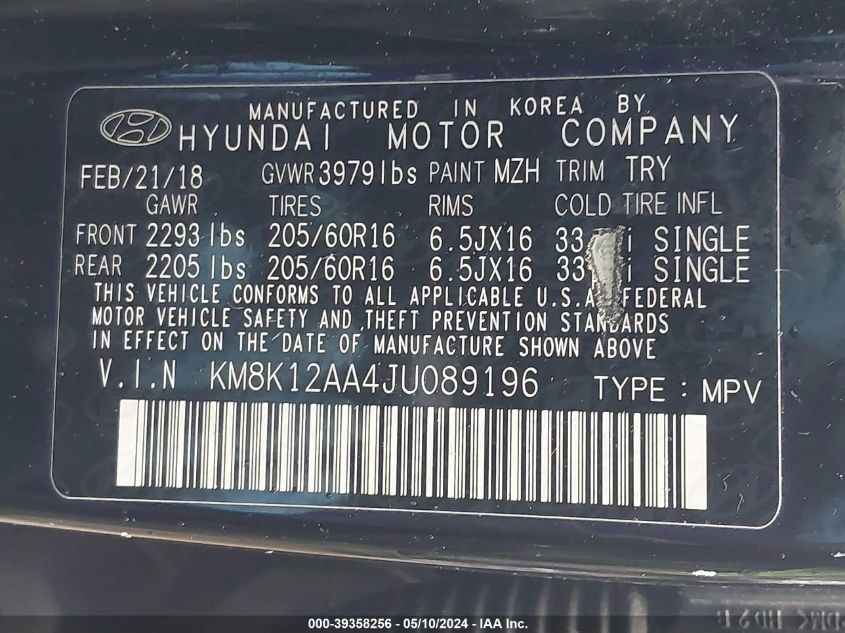 MANUFACTURED IN KOREA BY
HYUNDAI MOTOR COMPANY
FEB/21/18 GVWR 3979lbs PAINT MZH TRIM TRY
GAWR TIRES RIMS COLD TIRE INFL
FRONT 2293 lbs 205/60R16 6.5JX16 33 i SINGLE
REAR 2205 lbs 205/60R16 6.5JX16 33 i SINGLE
THIS VEHICLE CONFORMS TO ALL APPLICABLE U.S.A. FEDERAL
MOTOR VEHICLE SAFETY AND THEFT PREVENTION STANDARDS
IN EFFECT ON THE DATE OF MANUFACTURE SHOWN ABOVE
V.I.N KM8K12AA4JU089196 TYPE : MPV
000-39358256 - 05/10/2024 - IAA Inc.